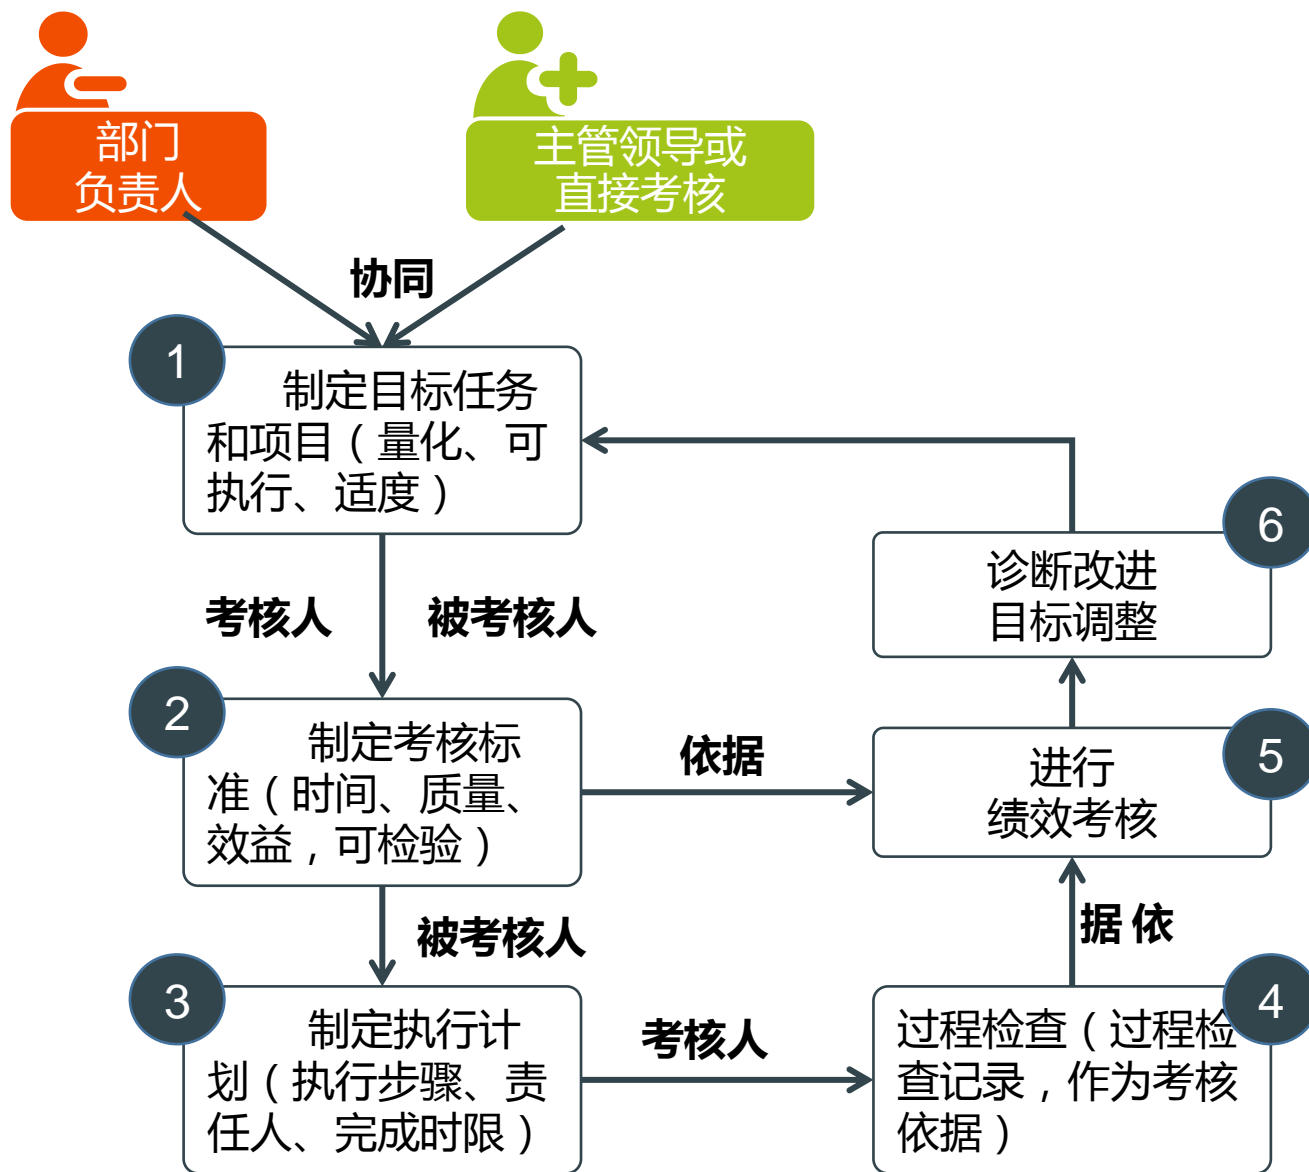 部门
负责人
主管领导或
直接考核
协同
1
制定目标任务
和项目（量化、可
执行、适度）
考核人
被考核人
2
制定考核标
准（时间、质量、
效益，可检验）
依据
被考核人
3
制定执行计
划（执行步骤、责
任人、完成时限）
考核人
4
过程检查（过程检
查记录，作为考核
依据）
据 依
5
进行
绩效考核
6
诊断改进
目标调整